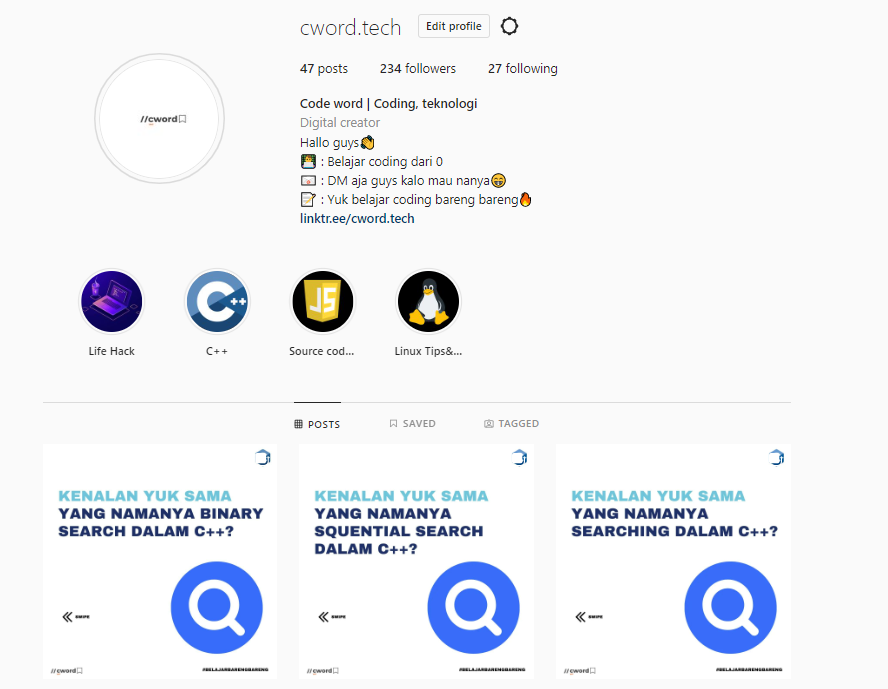 cword.tech Edit profile
47 posts 234 followers 27 following
//cword
Code word | Coding, teknologi
Digital creator
Hallo guys👏
👨‍💻 : Belajar coding dari 0
💌 : DM aja guys kalo mau nanya😁
📝 : Yuk belajar coding bareng bareng🔥
linktr.ee/cword.tech
C++
JS
Life Hack C++ Source cod... Linux Tips&...
POSTS SAVED TAGGED
KENALAN YUK SAMA
YANG NAMANYA BINARY
SEARCH DALAM C++?
SWIPE
//cword
#BELAJARBARENGBARENG
KENALAN YUK SAMA
YANG NAMANYA
SQUENTIAL SEARCH
DALAM C++?
SWIPE
//cword
#BELAJARBARENGBARENG
KENALAN YUK SAMA
YANG NAMANYA
SEARCHING DALAM C++?
SWIPE
//cword
#BELAJARBARENGBARENG